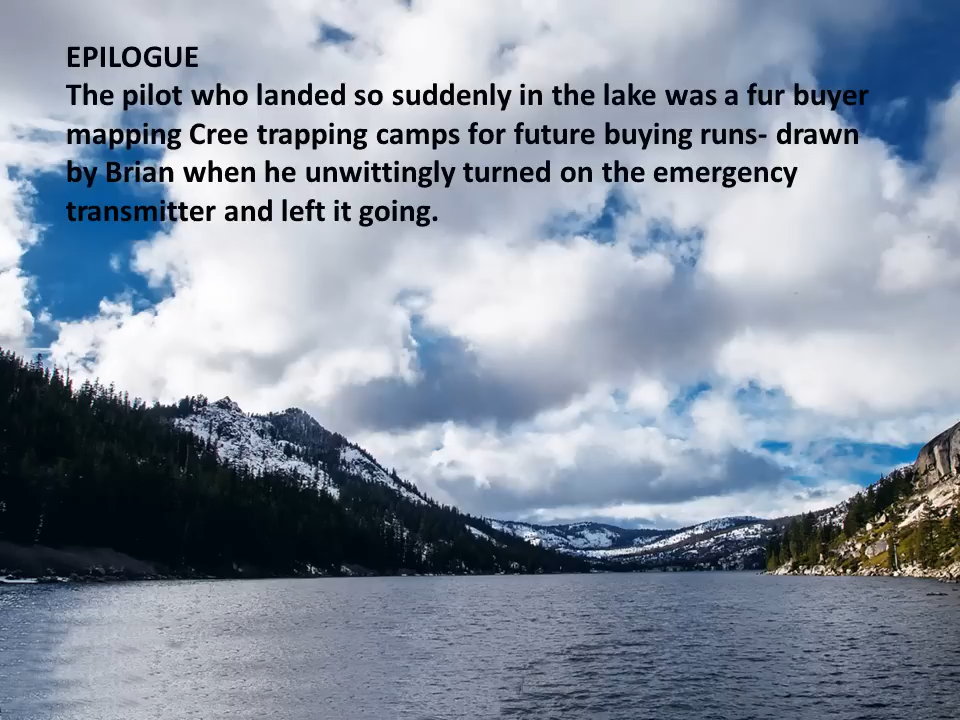 EPILOGUE
The pilot who landed so suddenly in the lake was a fur buyer
mapping Cree trapping camps for future buying runs- drawn
by Brian when he unwittingly turned on the emergency
transmitter and left it going.